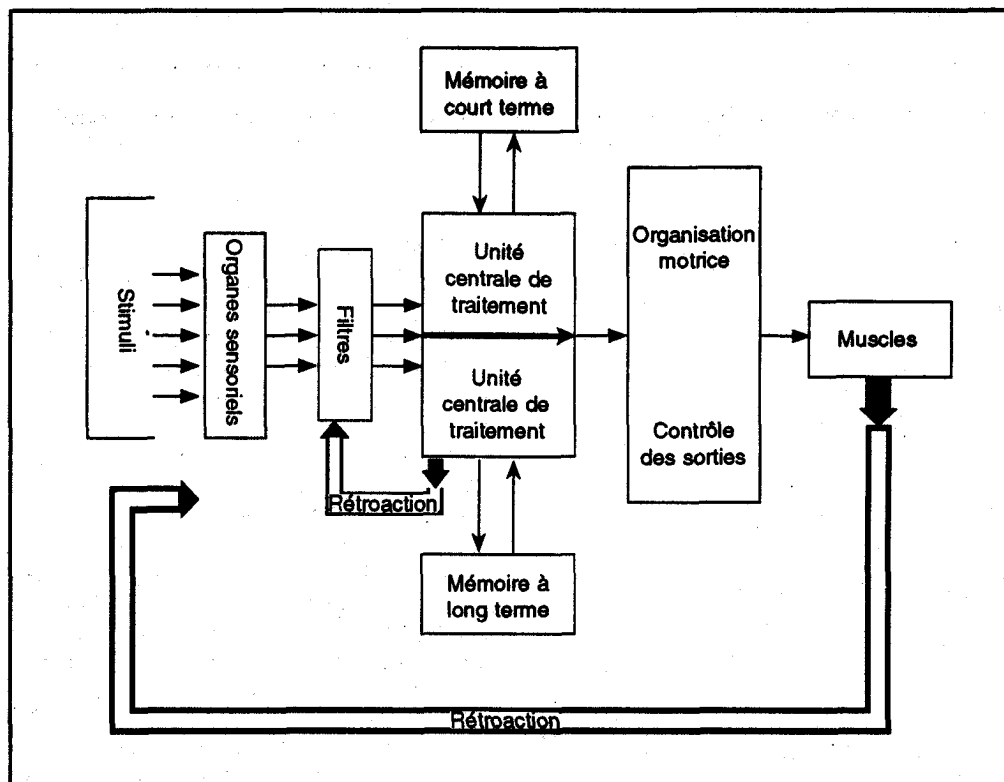 Mémoire à
court terme
Stimuli
Organes sensoriels
Filtres
Unité
centrale de
traitement
Unité
centrale de
traitement
Organisation
motrice
Contrôle
des sorties
Muscles
Rétroaction
Mémoire à
long terme
Rétroaction